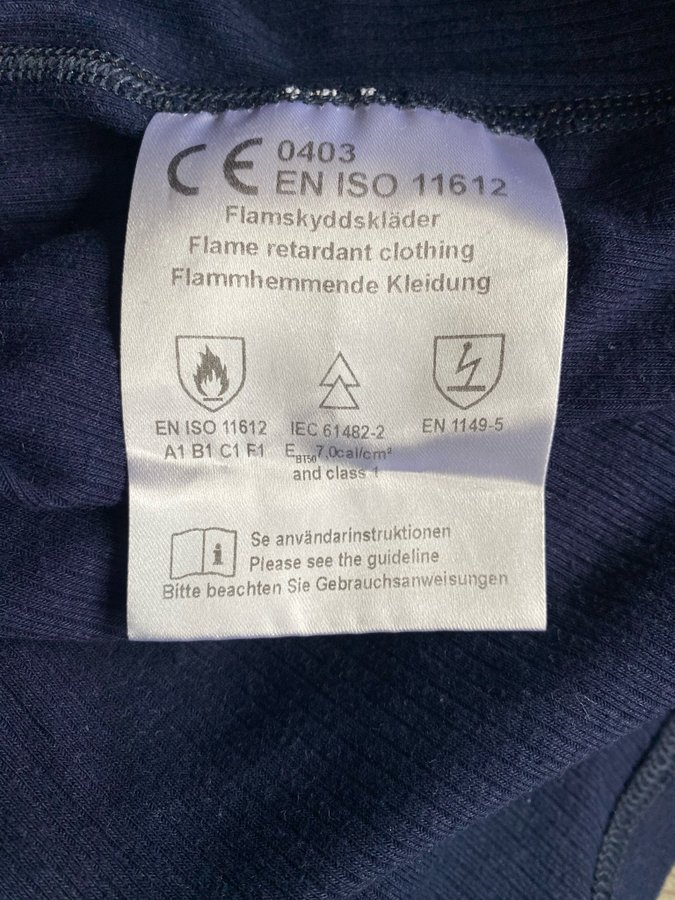 CE 0403
EN ISO 11612
Flamskyddskläder
Flame retardant clothing
Flammhemmende Kleidung
EN ISO 11612 IEC 61482-2 EN 1149-5
A1 B1 C1 F1 EBT50 7,0cal/cm²
and class 1
Se användarinstruktionen
Please see the guideline
Bitte beachten Sie Gebrauchsanweisungen